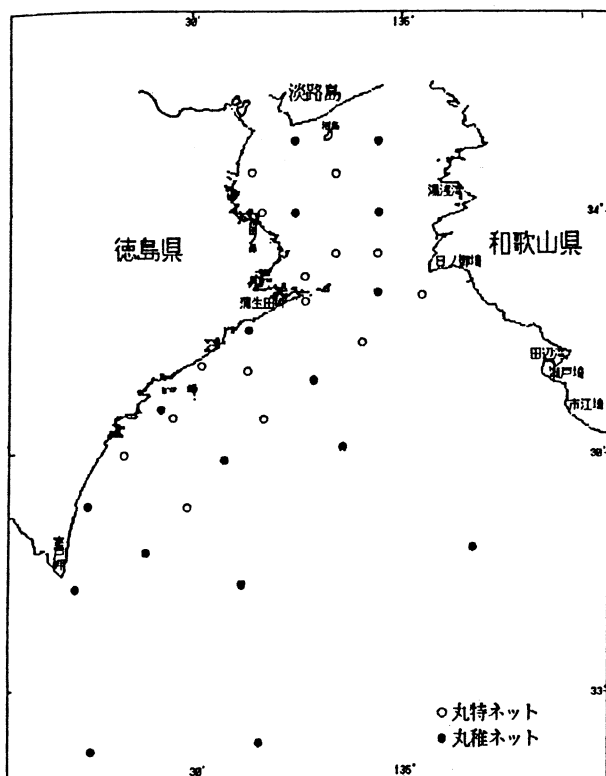 30'
136°
淡路島
湯浅湾
34°
徳島県
和歌山県
日ノ御埼
蒲生田岬
田辺湾
瀬戸埼
市江埼
30'
33°
○ 丸特ネット
● 丸稚ネット
30'
135°